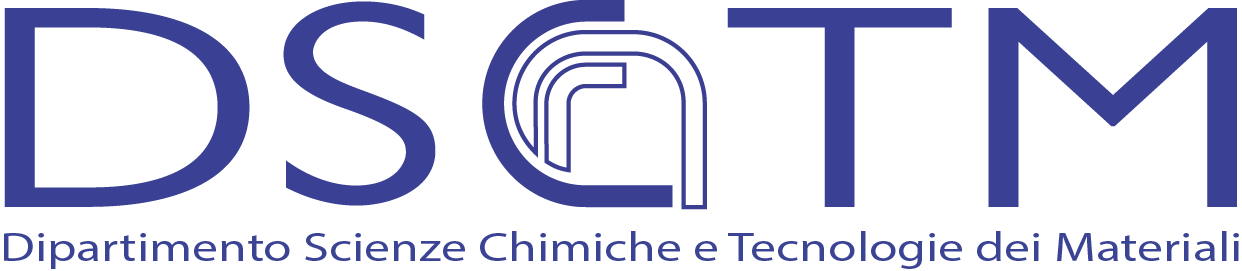 DSCTM
Dipartimento Scienze Chimiche e Tecnologie dei Materiali